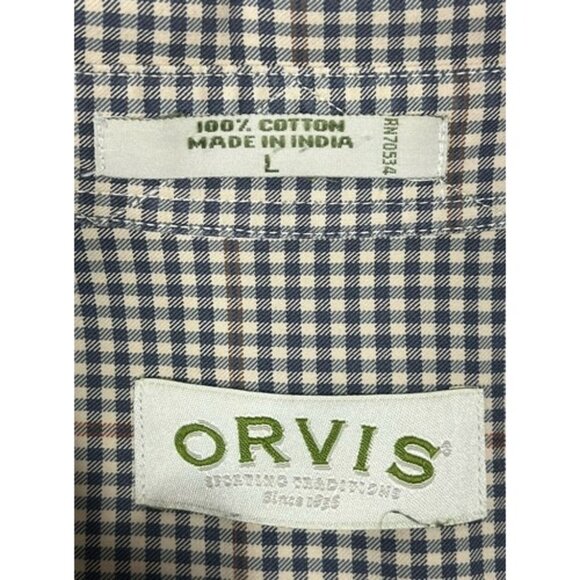 100% COTTON
MADE IN INDIA
L
RN70534
ORVIS®
SPORTING TRADITIONS
Since 1856